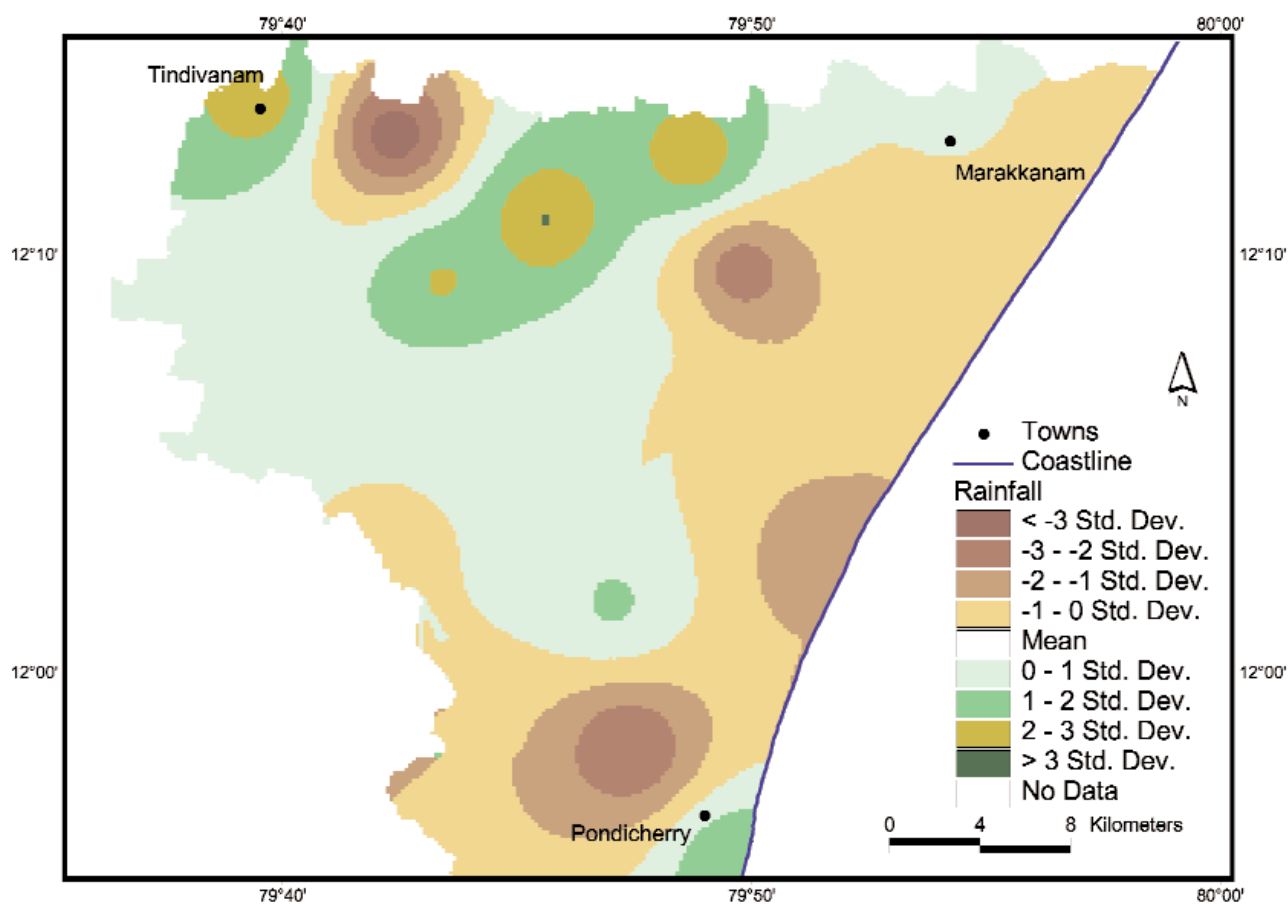 79°40' 79°50' 80°00'
Tindivanam
Marakkanam
12°10' 12°10'
N
Towns
Coastline
Rainfall
< -3 Std. Dev.
-3 - -2 Std. Dev.
-2 - -1 Std. Dev.
-1 - 0 Std. Dev.
Mean
0 - 1 Std. Dev.
1 - 2 Std. Dev.
2 - 3 Std. Dev.
> 3 Std. Dev.
No Data
12°00' 12°00'
Pondicherry
0 4 8 Kilometers
79°40' 79°50' 80°00'